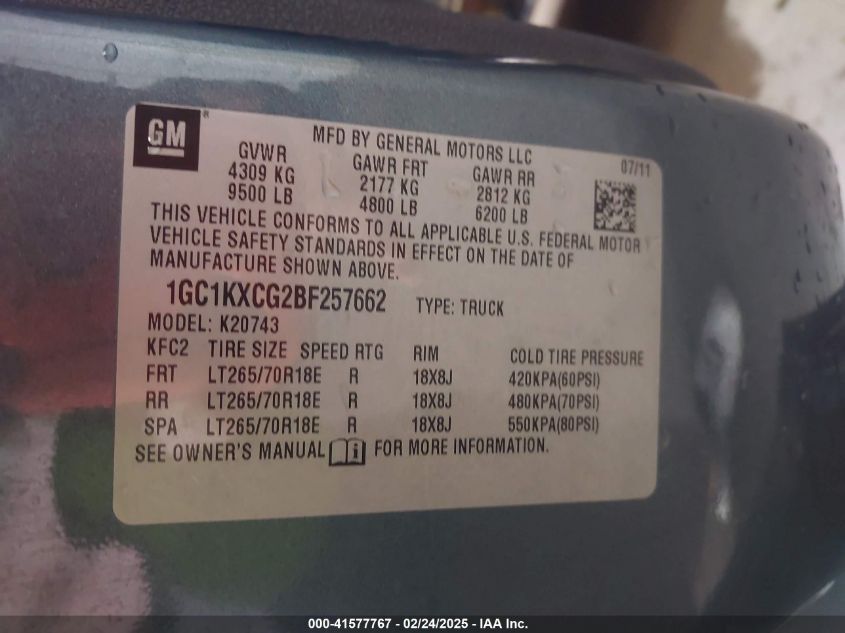 GM ®
MFD BY GENERAL MOTORS LLC
07/11
GVWR GAWR FRT GAWR RR
4309 KG 2177 KG 2812 KG
9500 LB 4800 LB 6200 LB
THIS VEHICLE CONFORMS TO ALL APPLICABLE U.S. FEDERAL MOTOR
VEHICLE SAFETY STANDARDS IN EFFECT ON THE DATE OF
MANUFACTURE SHOWN ABOVE.
1GC1KXCG2BF257662 TYPE: TRUCK
MODEL: K20743
KFC2 TIRE SIZE SPEED RTG RIM COLD TIRE PRESSURE
FRT LT265/70R18E R 18X8J 420KPA(60PSI)
RR LT265/70R18E R 18X8J 480KPA(70PSI)
SPA LT265/70R18E R 18X8J 550KPA(80PSI)
SEE OWNER'S MANUAL i FOR MORE INFORMATION.
000-41577767 / 02/24/2025 - IAA Inc.